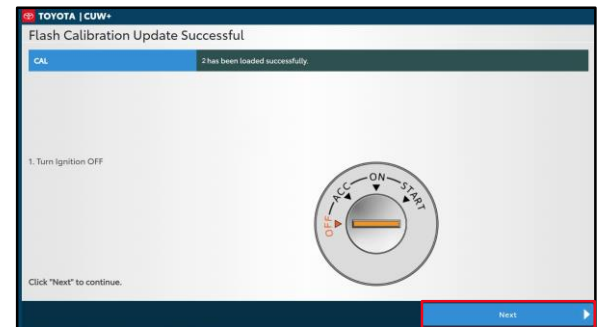 TOYOTA | CUW+
Flash Calibration Update Successful
CAL 2 has been loaded successfully.
1. Turn Ignition OFF
OFF ACC ON START
Click "Next" to continue.
Next